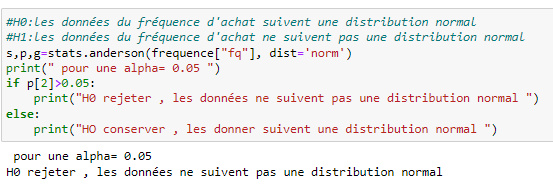 #H0:les données du fréquence d'achat suivent une distribution normal
#H1:les données du fréquence d'achat ne suivent pas une distribution normal
s,p,g=stats.anderson(frequence["fq"], dist='norm')
print(" pour une alpha= 0.05 ")
if p[2]>0.05:
    print("H0 rejeter , les données ne suivent pas une distribution normal ")
else:
    print("HO conserver , les donner suivent une distribution normal ")
 pour une alpha= 0.05
H0 rejeter , les données ne suivent pas une distribution normal